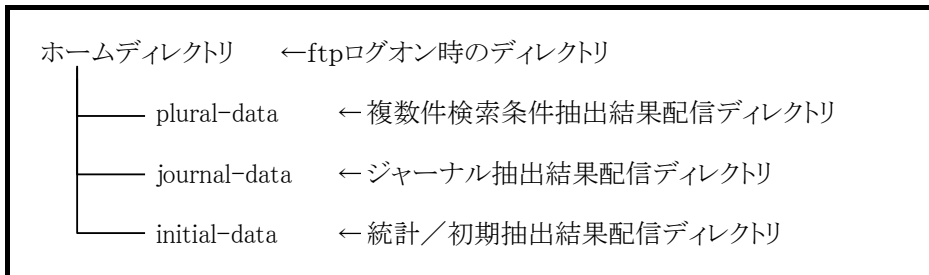 ホームディレクトリ ←ftpログオン時のディレクトリ
plural-data ←複数件検索条件抽出結果配信ディレクトリ
journal-data ←ジャーナル抽出結果配信ディレクトリ
initial-data ←統計／初期抽出結果配信ディレクトリ